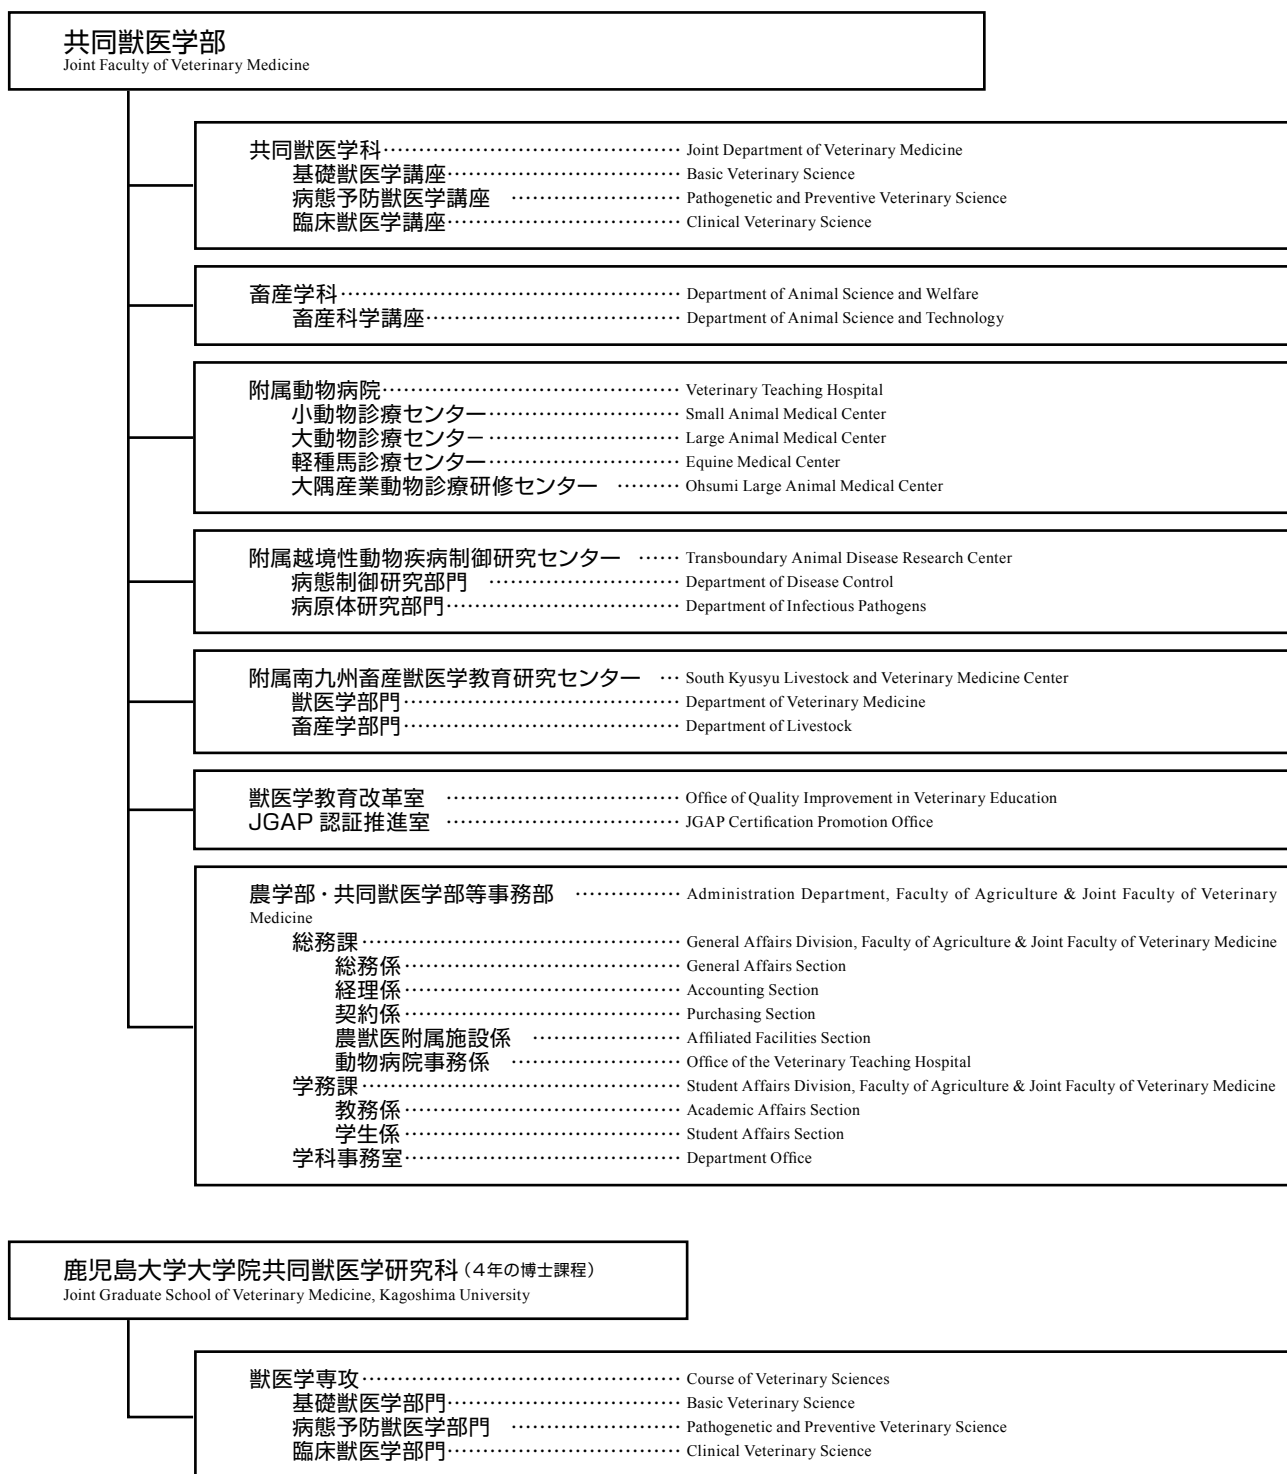 共同獣医学部
Joint Faculty of Veterinary Medicine
共同獣医学科…………………………………… Joint Department of Veterinary Medicine
基礎獣医学講座…………………………… Basic Veterinary Science
病態予防獣医学講座 …………………… Pathogenetic and Preventive Veterinary Science
臨床獣医学講座…………………………… Clinical Veterinary Science
畜産学科………………………………………… Department of Animal Science and Welfare
畜産科学講座……………………………… Department of Animal Science and Technology
附属動物病院…………………………………… Veterinary Teaching Hospital
小動物診療センター……………………… Small Animal Medical Center
大動物診療センター……………………… Large Animal Medical Center
軽種馬診療センター……………………… Equine Medical Center
大隅産業動物診療研修センター ……… Ohsumi Large Animal Medical Center
附属越境性動物疾病制御研究センター …… Transboundary Animal Disease Research Center
病態制御研究部門 ……………………… Department of Disease Control
病原体研究部門…………………………… Department of Infectious Pathogens
附属南九州畜産獣医学教育研究センター … South Kyusyu Livestock and Veterinary Medicine Center
獣医学部門………………………………… Department of Veterinary Medicine
畜産学部門………………………………… Department of Livestock
獣医学教育改革室 …………………………… Office of Quality Improvement in Veterinary Education
JGAP 認証推進室 …………………………… JGAP Certification Promotion Office
農学部・共同獣医学部等事務部 …………… Administration Department, Faculty of Agriculture & Joint Faculty of Veterinary
Medicine
総務課……………………………………… General Affairs Division, Faculty of Agriculture & Joint Faculty of Veterinary Medicine
総務係………………………………… General Affairs Section
経理係………………………………… Accounting Section
契約係………………………………… Purchasing Section
農獣医附属施設係 ………………… Affiliated Facilities Section
動物病院事務係 …………………… Office of the Veterinary Teaching Hospital
学務課……………………………………… Student Affairs Division, Faculty of Agriculture & Joint Faculty of Veterinary Medicine
教務係………………………………… Academic Affairs Section
学生係………………………………… Student Affairs Section
学科事務室………………………………… Department Office
鹿児島大学大学院共同獣医学研究科(4年の博士課程)
Joint Graduate School of Veterinary Medicine, Kagoshima University
獣医学専攻……………………………………… Course of Veterinary Sciences
基礎獣医学部門…………………………… Basic Veterinary Science
病態予防獣医学部門 …………………… Pathogenetic and Preventive Veterinary Science
臨床獣医学部門…………………………… Clinical Veterinary Science